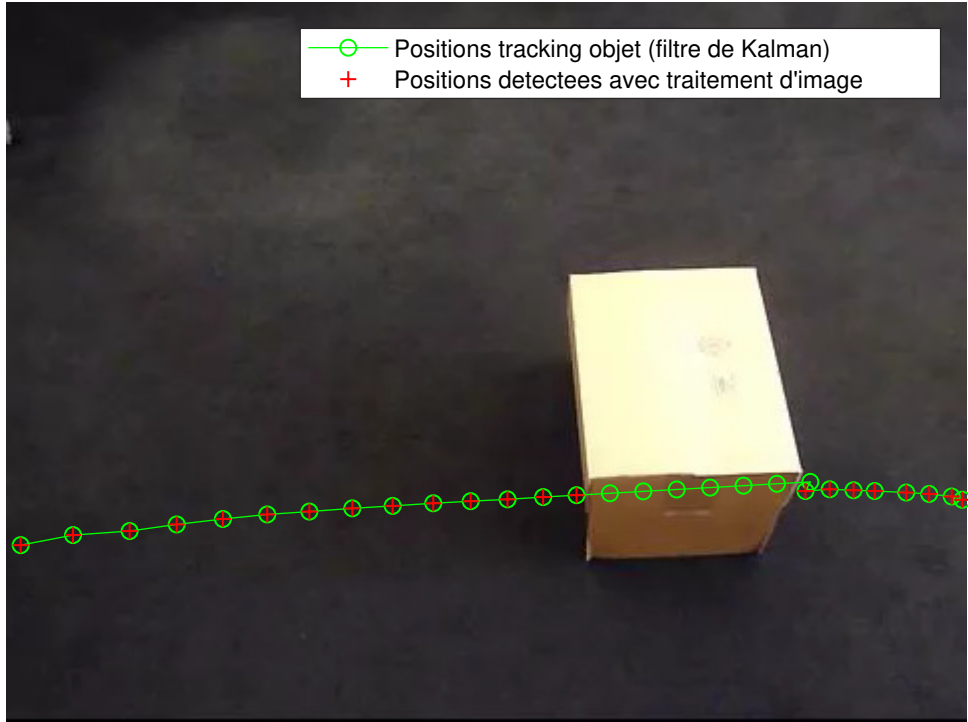 Positions tracking objet (filtre de Kalman)
Positions detectees avec traitement d'image